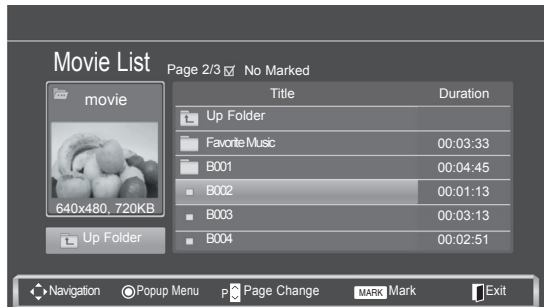 Movie List Page 2/3 No Marked
movie
640x480, 720KB
Up Folder
Title Duration
Up Folder
Favorite Music 00:03:33
B001 00:04:45
B002 00:01:13
B003 00:03:13
B004 00:02:51
Navigation Popup Menu P Page Change MARK Mark Exit